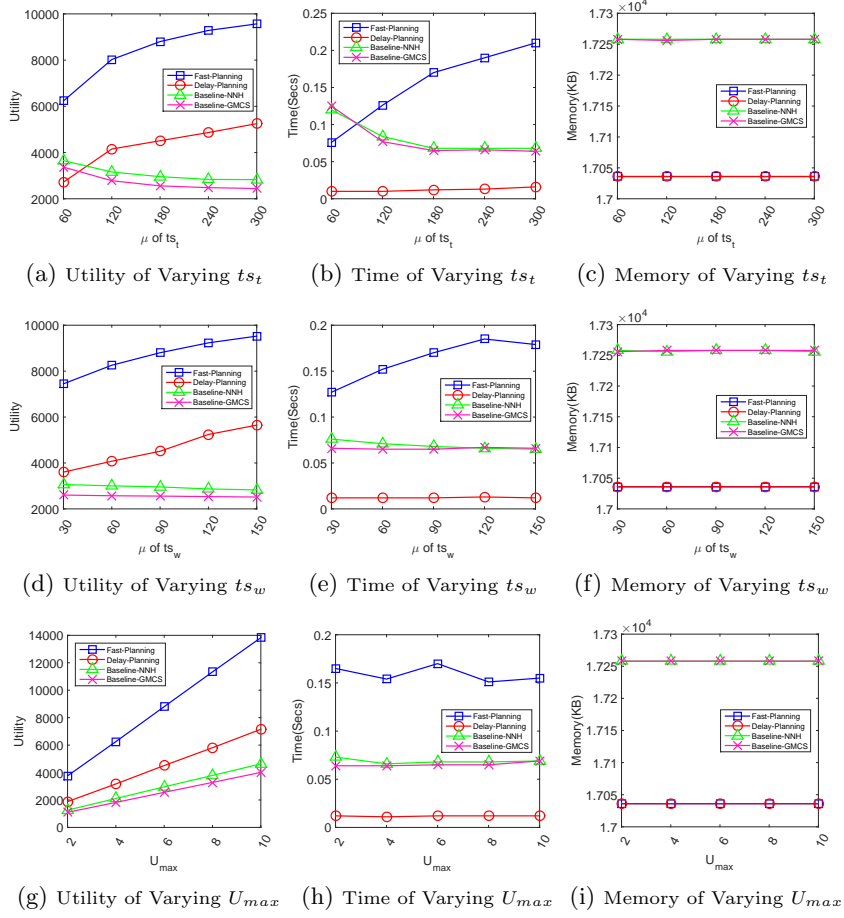 10000
8000
6000
4000
2000
Utility
Fast-Planning
Delay-Planning
Baseline-NNH
Baseline-GMCS
60 120 180 240 300
μ of ts_t
(a) Utility of Varying ts_t
0.25
0.2
0.15
0.1
0.05
0
Time(Secs)
Fast-Planning
Delay-Planning
Baseline-NNH
Baseline-GMCS
60 120 180 240 300
μ of ts_t
(b) Time of Varying ts_t
×10^4
1.73
1.725
1.72
1.715
1.71
1.705
1.7
Memory(KB)
Fast-Planning
Delay-Planning
Baseline-NNH
Baseline-GMCS
60 120 180 240 300
μ of ts_t
(c) Memory of Varying ts_t
10000
8000
6000
4000
2000
Utility
Fast-Planning
Delay-Planning
Baseline-NNH
Baseline-GMCS
30 60 90 120 150
μ of ts_w
(d) Utility of Varying ts_w
0.2
0.15
0.1
0.05
0
Time(Secs)
Fast-Planning
Delay-Planning
Baseline-NNH
Baseline-GMCS
30 60 90 120 150
μ of ts_w
(e) Time of Varying ts_w
×10^4
1.73
1.725
1.72
1.715
1.71
1.705
1.7
Memory(KB)
Fast-Planning
Delay-Planning
Baseline-NNH
Baseline-GMCS
30 60 90 120 150
μ of ts_w
(f) Memory of Varying ts_w
14000
12000
10000
8000
6000
4000
2000
0
Utility
Fast-Planning
Delay-Planning
Baseline-NNH
Baseline-GMCS
2 4 6 8 10
U_max
(g) Utility of Varying U_max
0.2
0.15
0.1
0.05
0
Time(Secs)
Fast-Planning
Delay-Planning
Baseline-NNH
Baseline-GMCS
2 4 6 8 10
U_max
(h) Time of Varying U_max
×10^4
1.73
1.725
1.72
1.715
1.71
1.705
1.7
Memory(KB)
Fast-Planning
Delay-Planning
Baseline-NNH
Baseline-GMCS
2 4 6 8 10
U_max
(i) Memory of Varying U_max